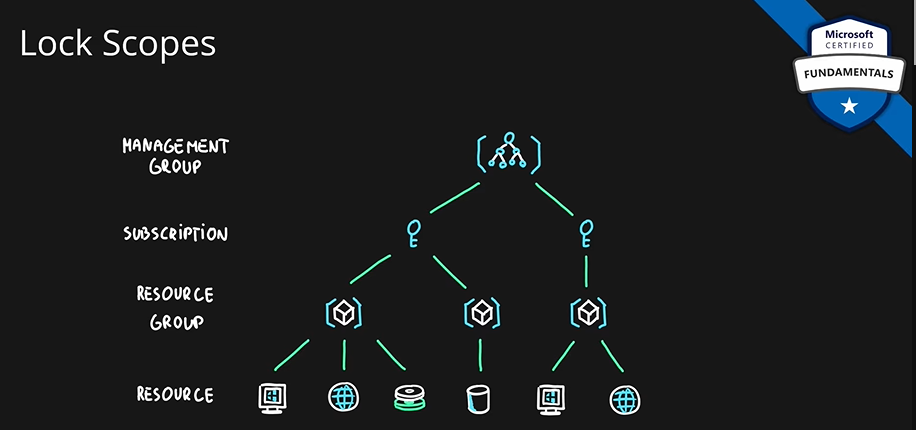 Lock Scopes
Microsoft
CERTIFIED
FUNDAMENTALS
MANAGEMENT
GROUP
SUBSCRIPTION
RESOURCE
GROUP
RESOURCE